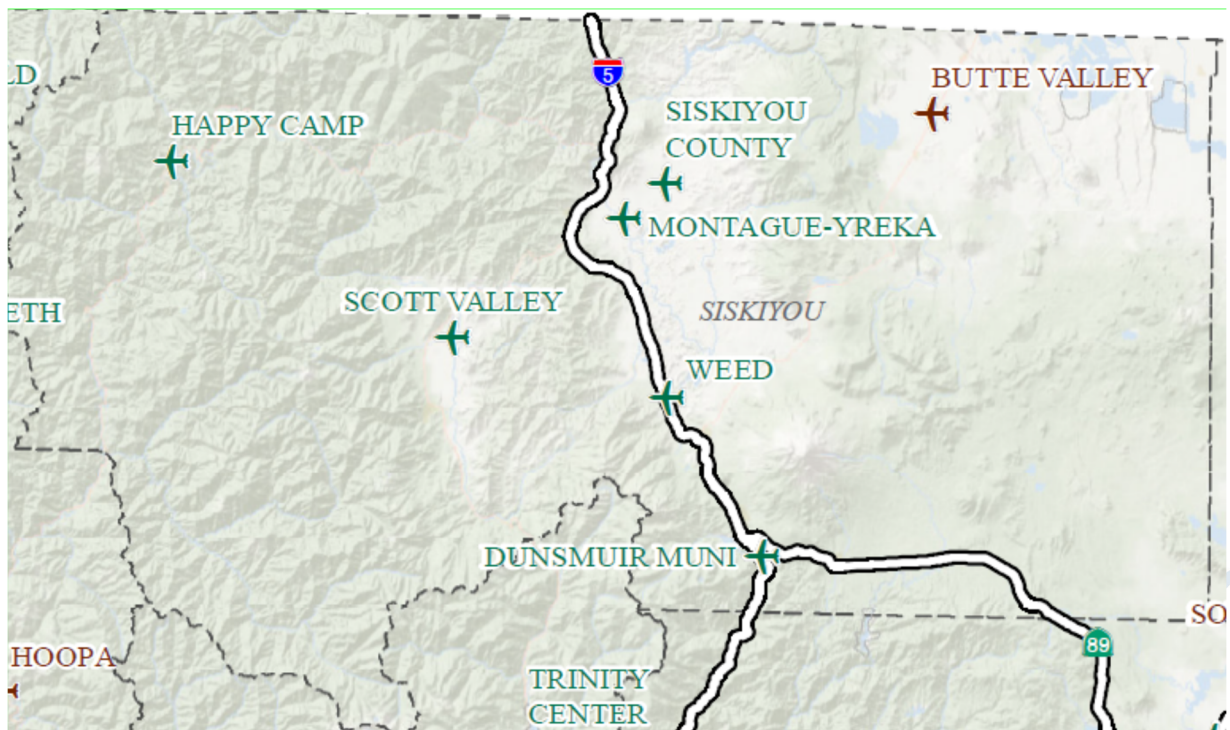 LD
5
BUTTE VALLEY
HAPPY CAMP
SISKIYOU
COUNTY
MONTAGUE-YREKA
SCOTT VALLEY
ETH
SISKIYOU
WEED
DUNSMUIR MUNI
SO
89
HOOPA
TRINITY
CENTER